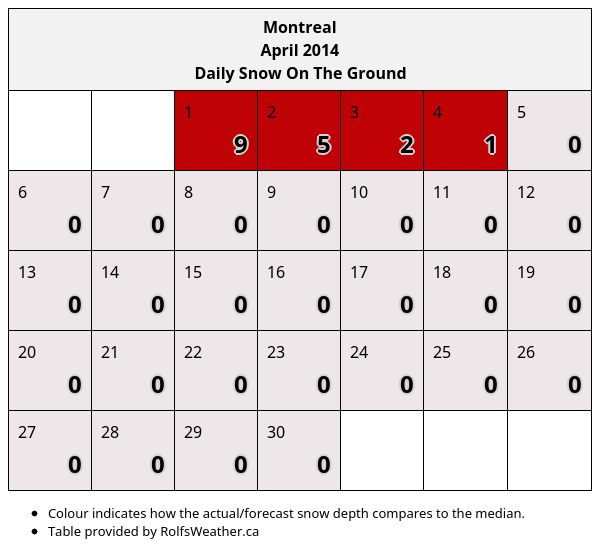 Montreal
April 2014
Daily Snow On The Ground
1 2 3 4 5
9 5 2 1 0
6 7 8 9 10 11 12
0 0 0 0 0 0 0
13 14 15 16 17 18 19
0 0 0 0 0 0 0
20 21 22 23 24 25 26
0 0 0 0 0 0 0
27 28 29 30
0 0 0 0
• Colour indicates how the actual/forecast snow depth compares to the median.
• Table provided by RolfsWeather.ca